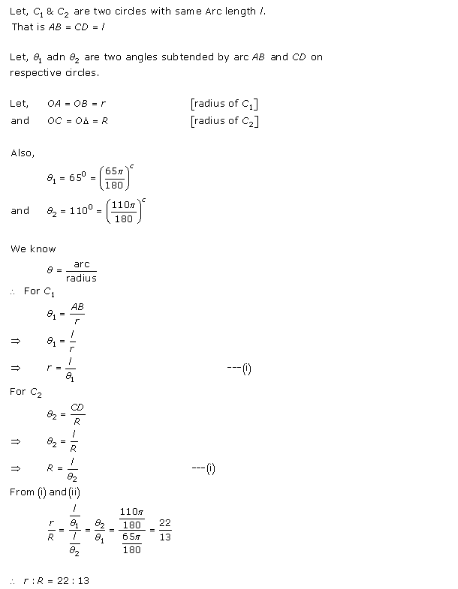 Let, C₁ & C₂ are two circles with same Arc length l.
That is AB = CD = l
Let, θ₁ adn θ₂ are two angles subtended by arc AB and CD on
respective circles.
Let, OA = OB = r [radius of C₁]
and OC = OΔ = R [radius of C₂]
Also,
θ₁ = 65⁰ = (65π/180)ᶜ
and θ₂ = 110⁰ = (110π/180)ᶜ
We know
θ = arc/radius
∴ For C₁
θ₁ = AB/r
⇒ θ₁ = l/r
⇒ r = l/θ₁ ---(i)
For C₂
θ₂ = CD/R
⇒ θ₂ = l/R
⇒ R = l/θ₂ ---(i)
From (i) and (ii)
r/R = (l/θ₁)/(l/θ₂) = θ₂/θ₁ = (110π/180)/(65π/180) = 22/13
∴ r : R = 22 : 13